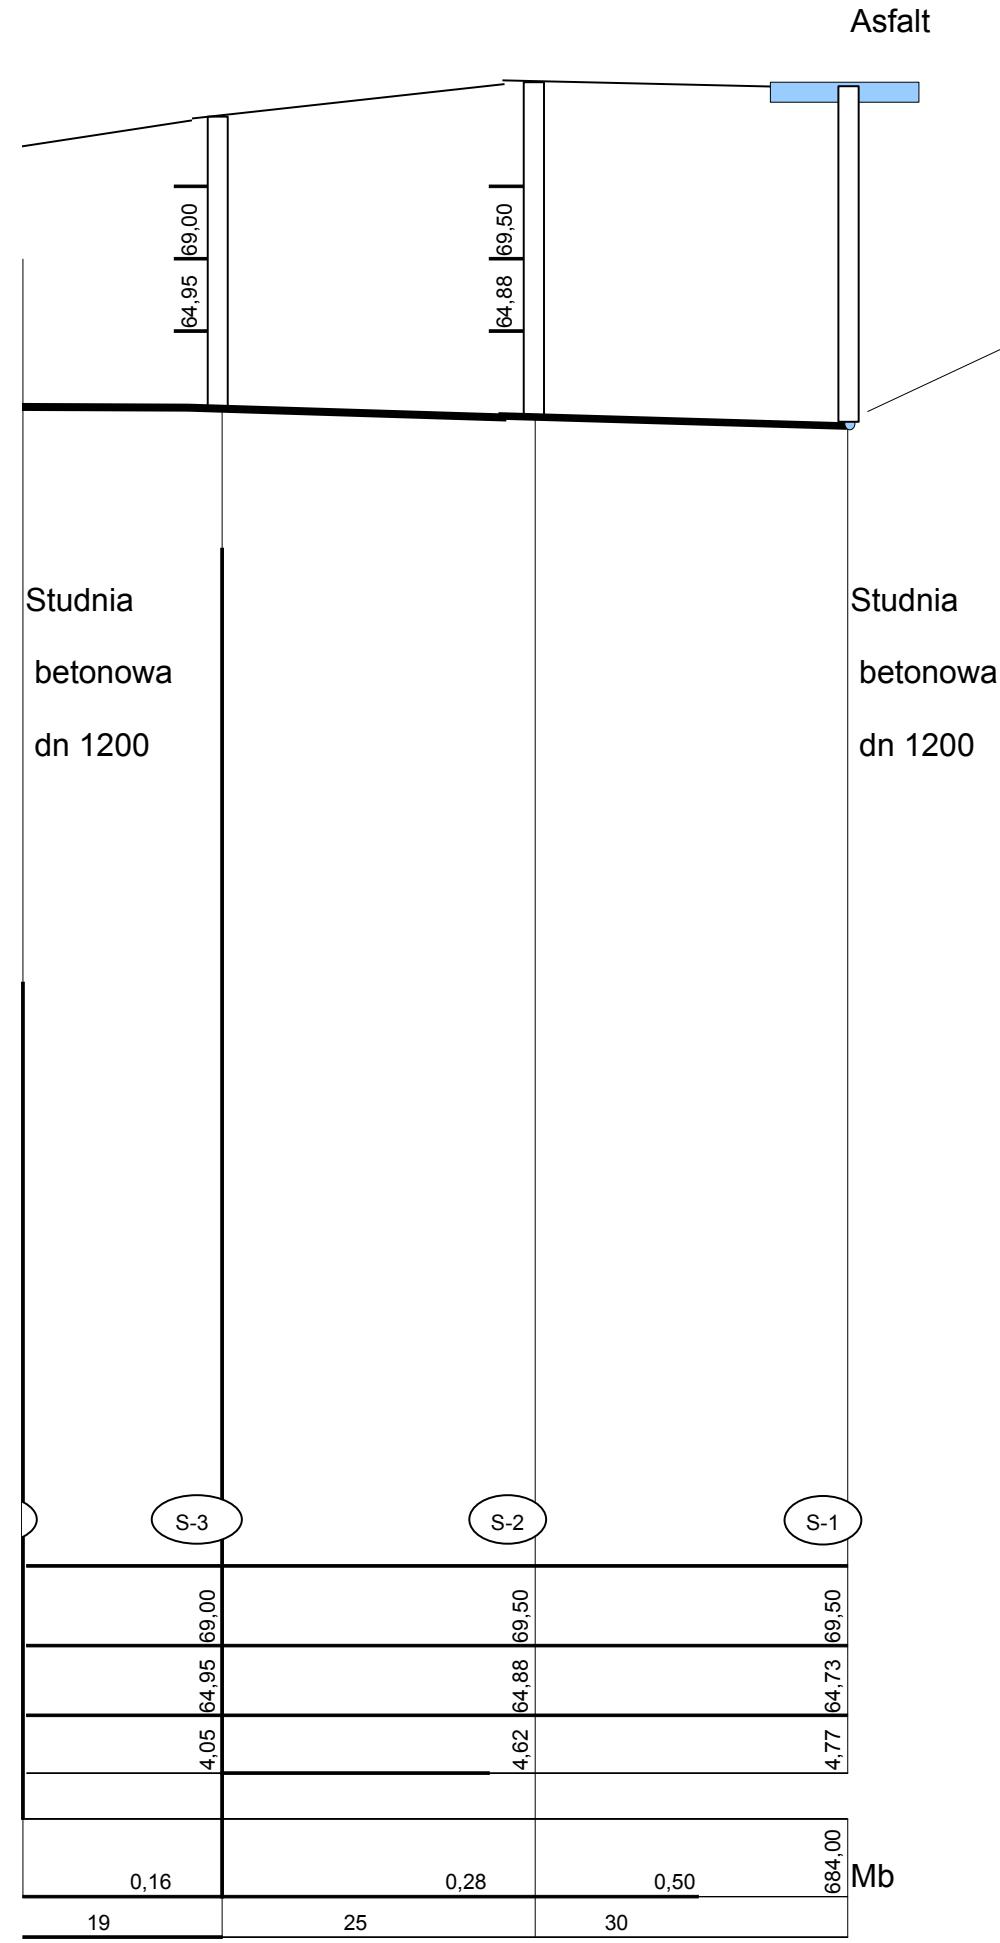 Asfalt
69,00
69,50
64,95
64,88
Studnia
betonowa
dn 1200
Studnia
betonowa
dn 1200
S-3
S-2
S-1
69,00
69,50
69,50
64,95
64,88
64,73
4,05
4,62
4,77
684,00
Mb
0,16
0,28
0,50
19
25
30